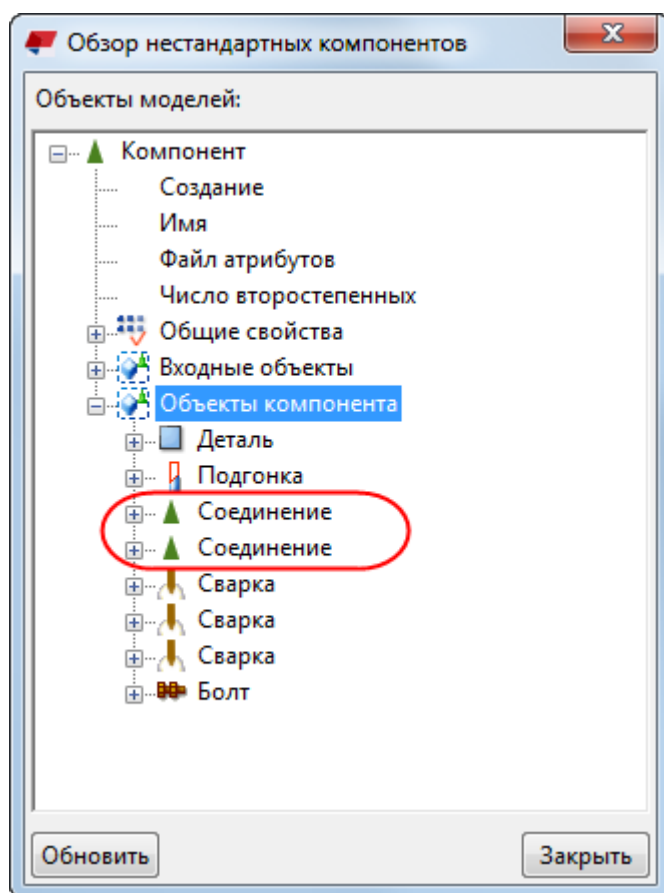 Обзор нестандартных компонентов
Объекты моделей:
Компонент
Создание
Имя
Файл атрибутов
Число второстепенных
Общие свойства
Входные объекты
Объекты компонента
Деталь
Подгонка
Соединение
Соединение
Сварка
Сварка
Сварка
Болт
Обновить Закрыть